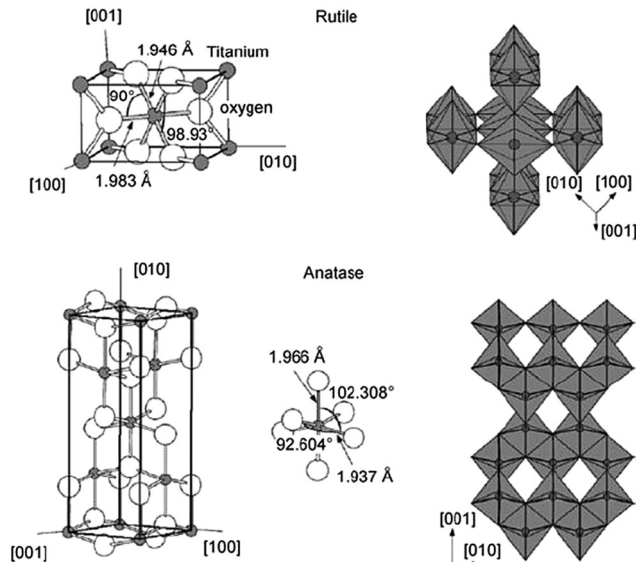 [001]
Rutile
1.946 Å
Titanium
90°
oxygen
98.93°
[010]
[100]
1.983 Å
[010]
[100]
[001]
[010]
Anatase
1.966 Å
102.308°
92.604°
1.937 Å
[001]
[100]
[001]
[010]